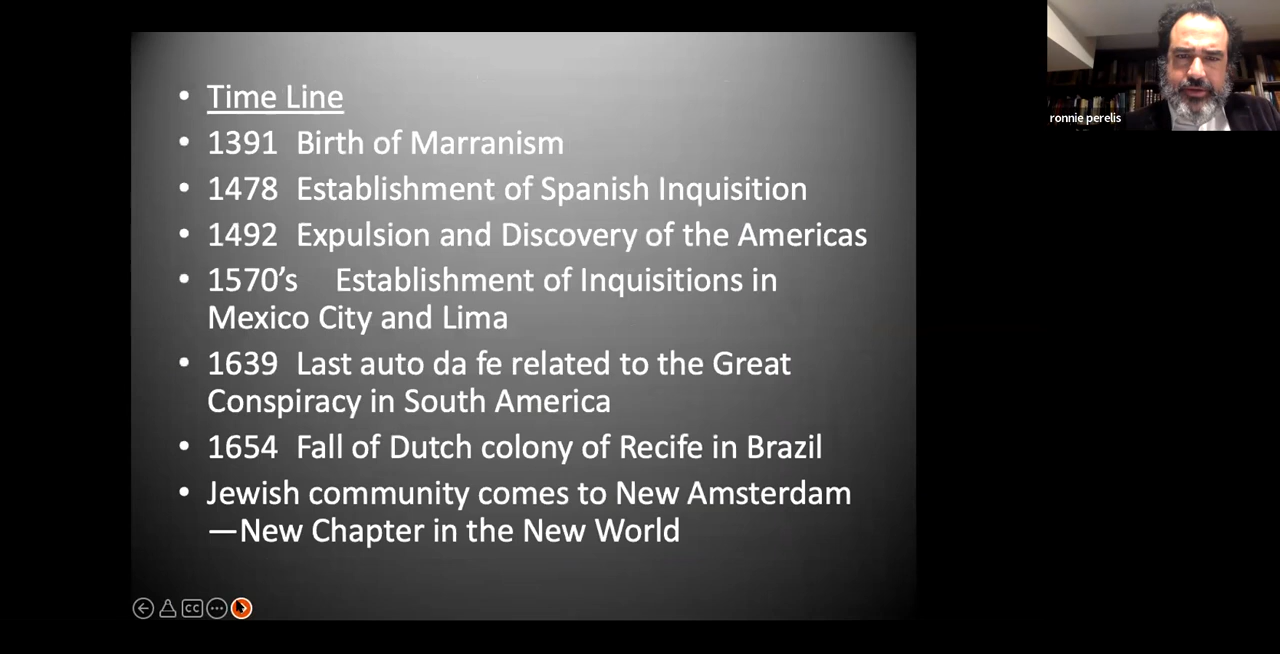 Time Line
1391 Birth of Marranism
1478 Establishment of Spanish Inquisition
1492 Expulsion and Discovery of the Americas
1570’s Establishment of Inquisitions in
Mexico City and Lima
1639 Last auto da fe related to the Great
Conspiracy in South America
1654 Fall of Dutch colony of Recife in Brazil
Jewish community comes to New Amsterdam
—New Chapter in the New World
CC
ronnie perelis